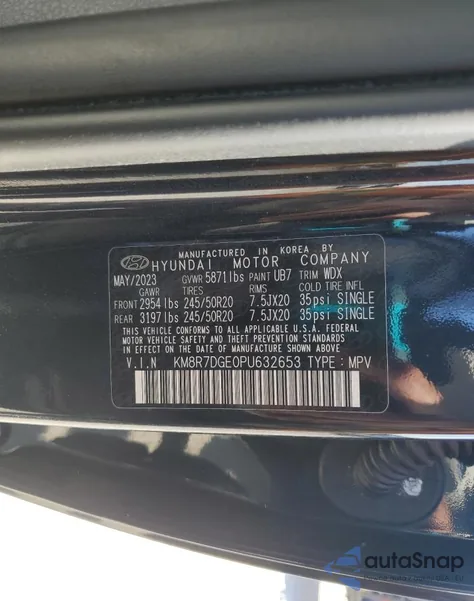 MANUFACTURED IN KOREA BY
HYUNDAI MOTOR COMPANY
MAY/2023 GVWR 5871lbs PAINT UB7 TRIM WDX
GAWR TIRES RIMS COLD TIRE INFL
FRONT 2954lbs 245/50R20 7.5JX20 35psi SINGLE
REAR 3197lbs 245/50R20 7.5JX20 35psi SINGLE
THIS VEHICLE CONFORMS TO ALL APPLICABLE U.S.A. FEDERAL MOTOR
VEHICLE SAFETY, BUMPER, AND THEFT PREVENTION STANDARDS IN EFFECT
ON THE DATE OF MANUFACTURE SHOWN ABOVE.
V.I.N KM8R7DGE0PU632653 TYPE : MPV
autoSnap